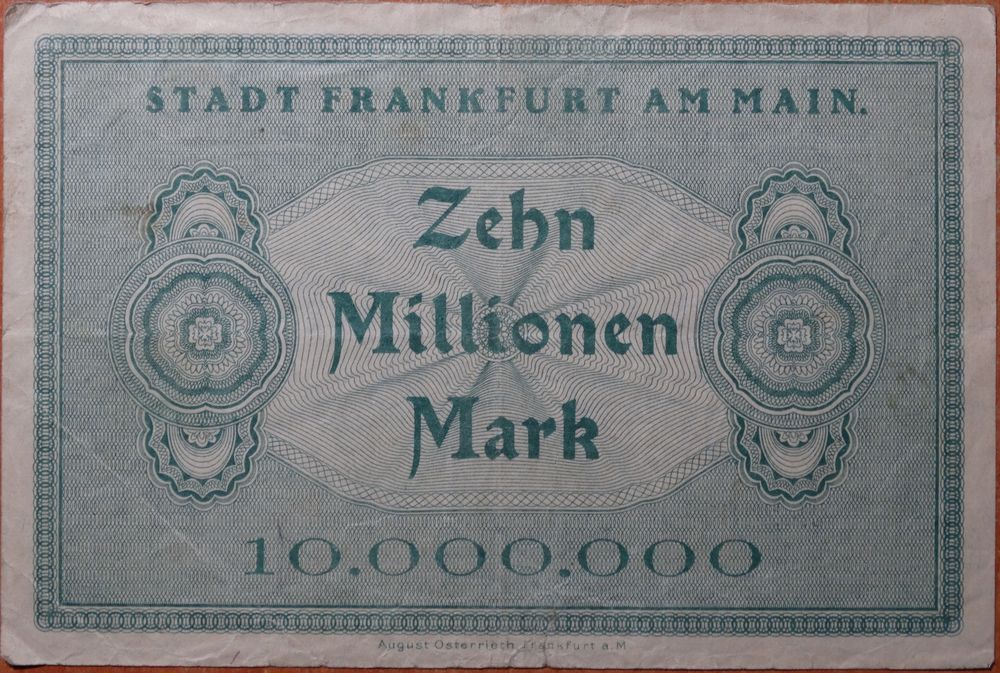 STADT FRANKFURT AM MAIN.
Zehn
Millionen
Mark
10.000.000
August Osterrieth Frankfurt a.M